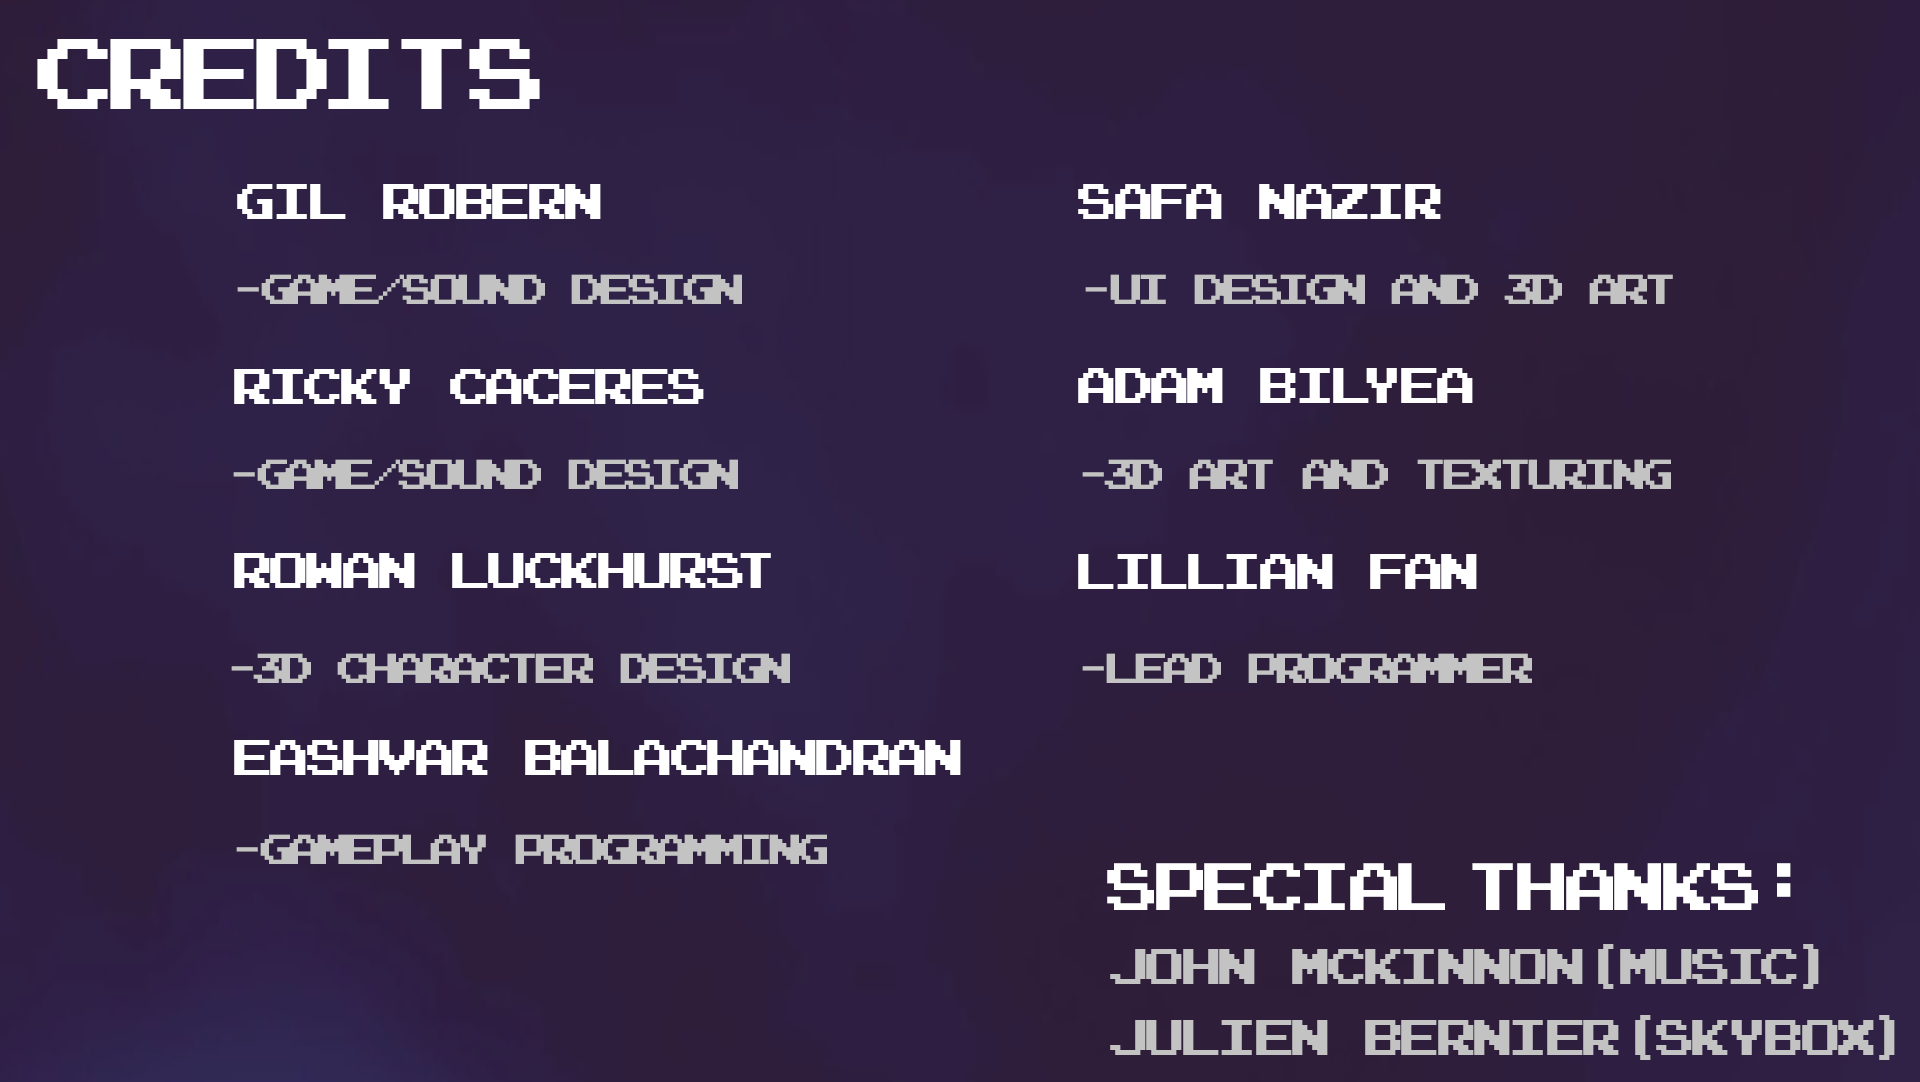 CREDITS
GIL ROBERN
-GAME/SOUND DESIGN
RICKY CACERES
-GAME/SOUND DESIGN
ROWAN LUCKHURST
-3D CHARACTER DESIGN
EASHVAR BALACHANDRAN
-GAMEPLAY PROGRAMMING
SAFA NAZIR
-UI DESIGN AND 3D ART
ADAM BILYEA
-3D ART AND TEXTURING
LILLIAN FAN
-LEAD PROGRAMMER
SPECIAL THANKS:
JOHN MCKINNON(MUSIC)
JULIEN BERNIER(SKYBOX)